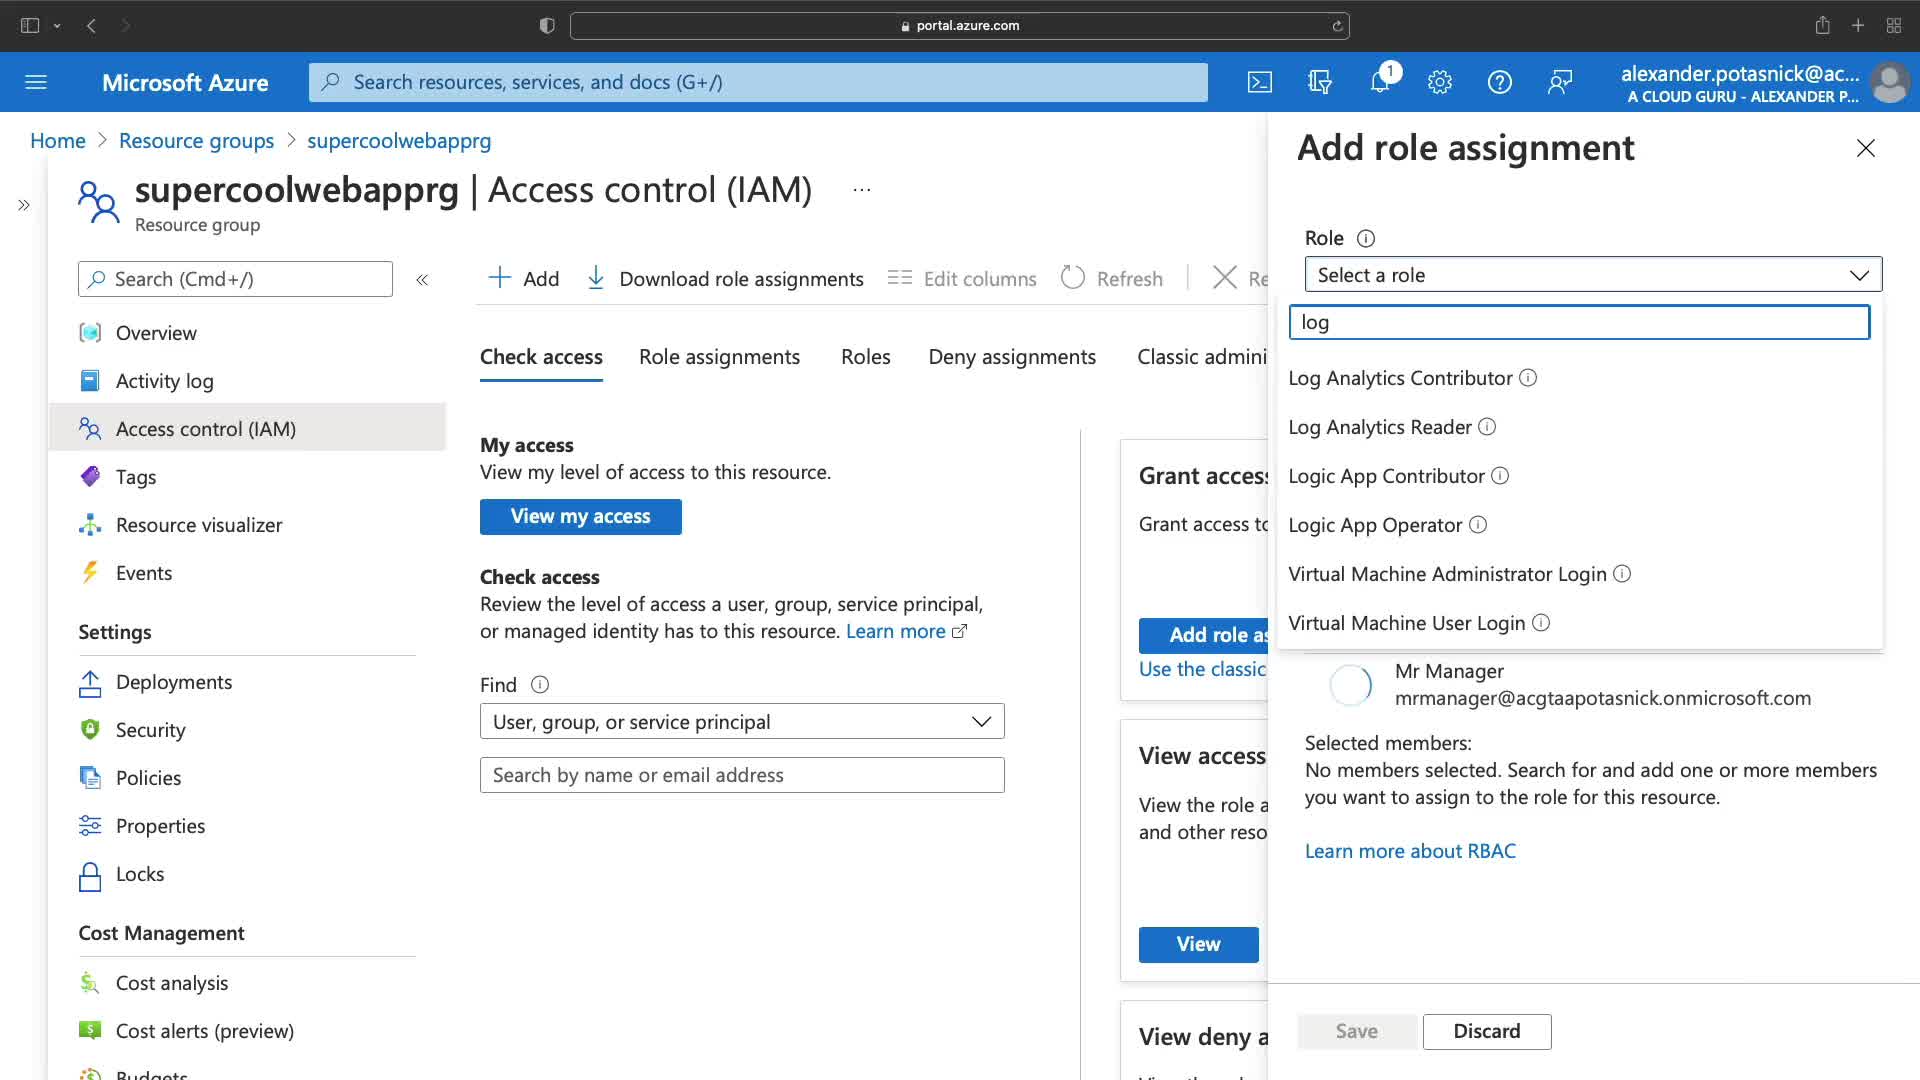 portal.azure.com
Microsoft Azure
Search resources, services, and docs (G+/)
1
alexander.potasnick@ac...
A CLOUD GURU - ALEXANDER P...
Home > Resource groups > supercoolwebapprg
supercoolwebapprg | Access control (IAM) ...
Resource group
Search (Cmd+/)
Overview
Activity log
Access control (IAM)
Tags
Resource visualizer
Events
Settings
Deployments
Security
Policies
Properties
Locks
Cost Management
Cost analysis
Cost alerts (preview)
Budgets
Add
Download role assignments
Edit columns
Refresh
Re
Check access
Role assignments
Roles
Deny assignments
Classic admini
My access
View my level of access to this resource.
View my access
Check access
Review the level of access a user, group, service principal,
or managed identity has to this resource. Learn more
Find
User, group, or service principal
Search by name or email address
Grant access
Grant access to
Add role as
Use the classic
View access
View the role a
and other reso
View
View deny a
Add role assignment
Role
Select a role
log
Log Analytics Contributor
Log Analytics Reader
Logic App Contributor
Logic App Operator
Virtual Machine Administrator Login
Virtual Machine User Login
Mr Manager
mrmanager@acgtaapotasnick.onmicrosoft.com
Selected members:
No members selected. Search for and add one or more members
you want to assign to the role for this resource.
Learn more about RBAC
Save
Discard